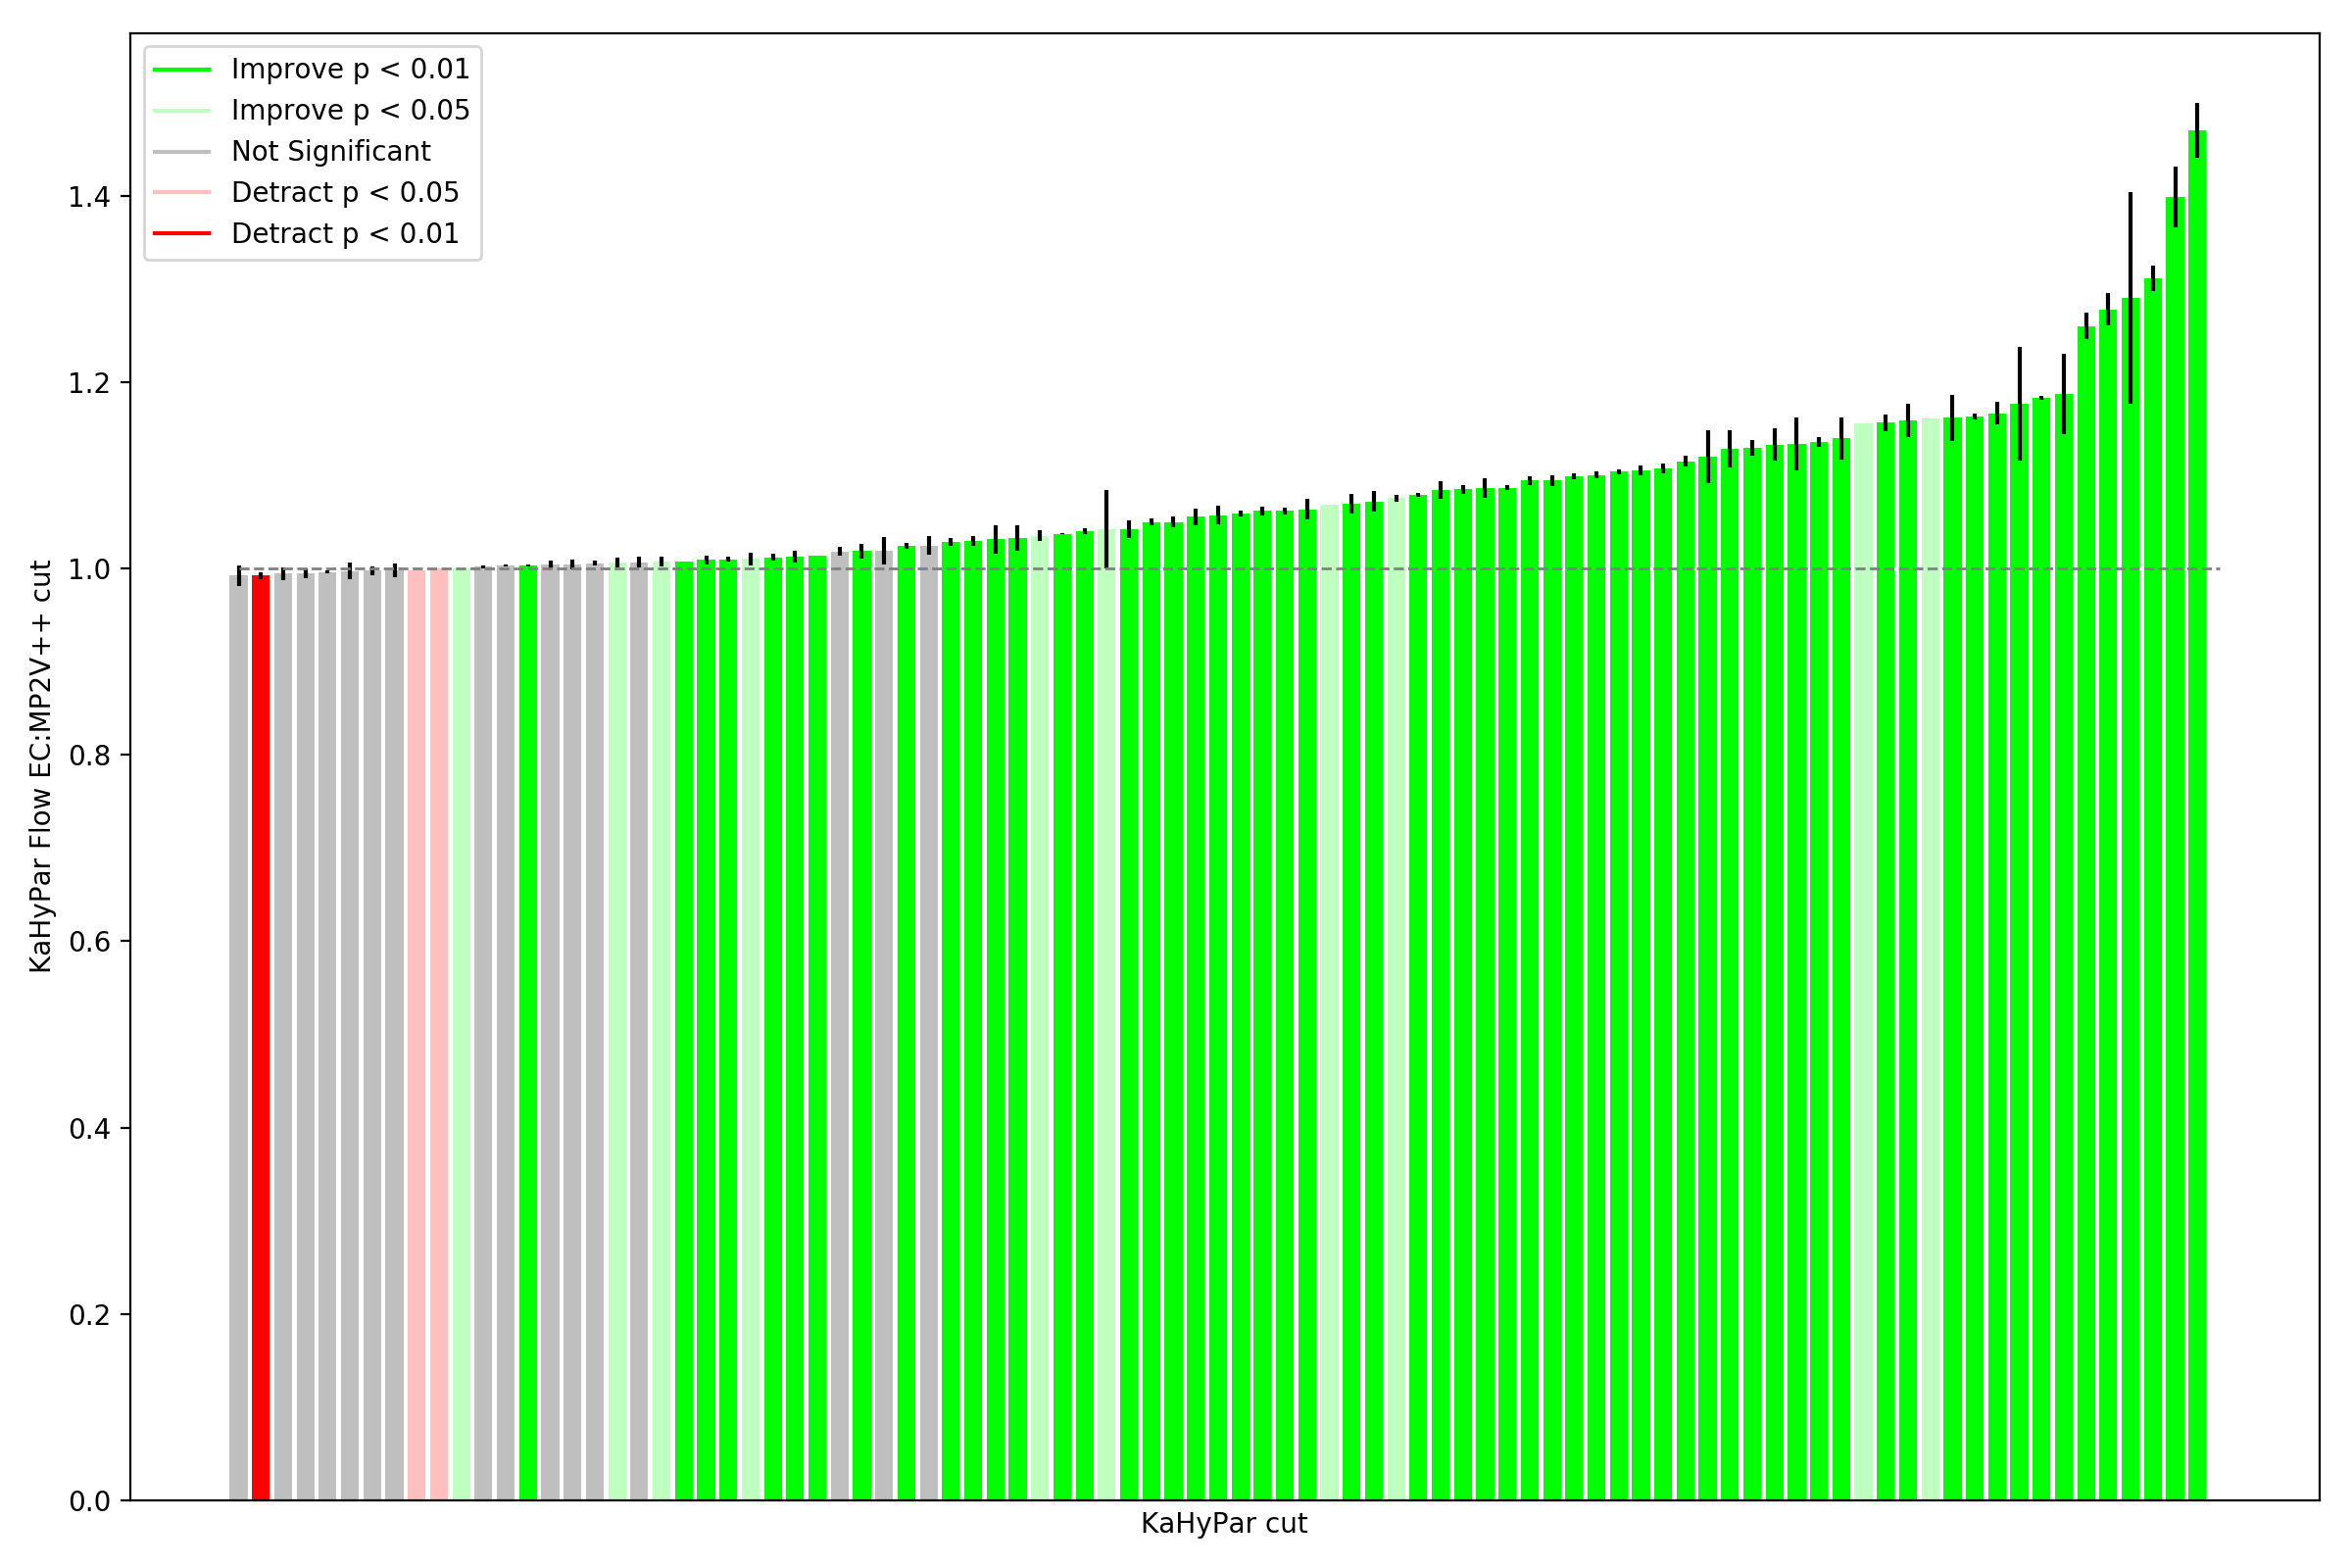 Improve p < 0.01
Improve p < 0.05
Not Significant
Detract p < 0.05
Detract p < 0.01
1.4
1.2
1.0
0.8
0.6
0.4
0.2
0.0
KaHyPar Flow EC:MP2V++ cut
KaHyPar cut